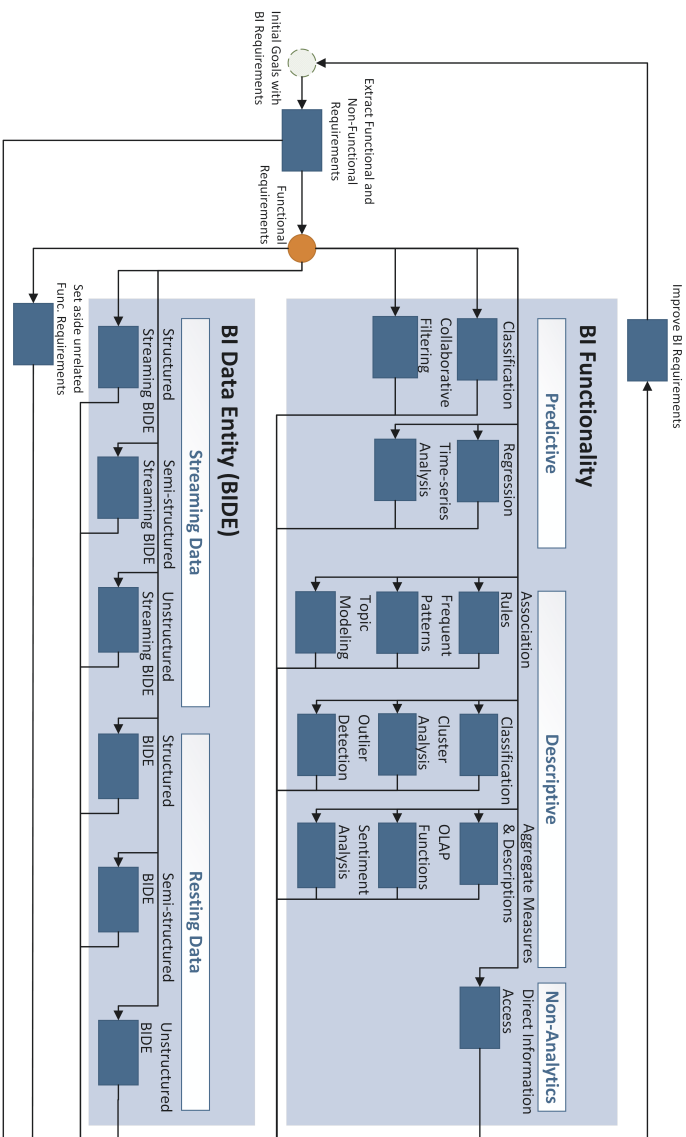 Improve BI Requirements
Initial Goals with
BI Requirements
Extract Functional and
Non-Functional
Requirements
Functional
Requirements
BI Functionality
Predictive
Classification
Collaborative
Filtering
Regression
Time-series
Analysis
Descriptive
Association
Rules
Frequent
Patterns
Topic
Modeling
Classification
Cluster
Analysis
Outlier
Detection
Aggregate Measures
& Descriptions
OLAP
Functions
Sentiment
Analysis
Non-Analytics
Direct Information
Access
BI Data Entity (BIDE)
Streaming Data
Structured
Streaming BIDE
Semi-structured
Streaming BIDE
Unstructured
Streaming BIDE
Resting Data
Structured
BIDE
Semi-structured
BIDE
Unstructured
BIDE
Set aside unrelated
Func. Requirements